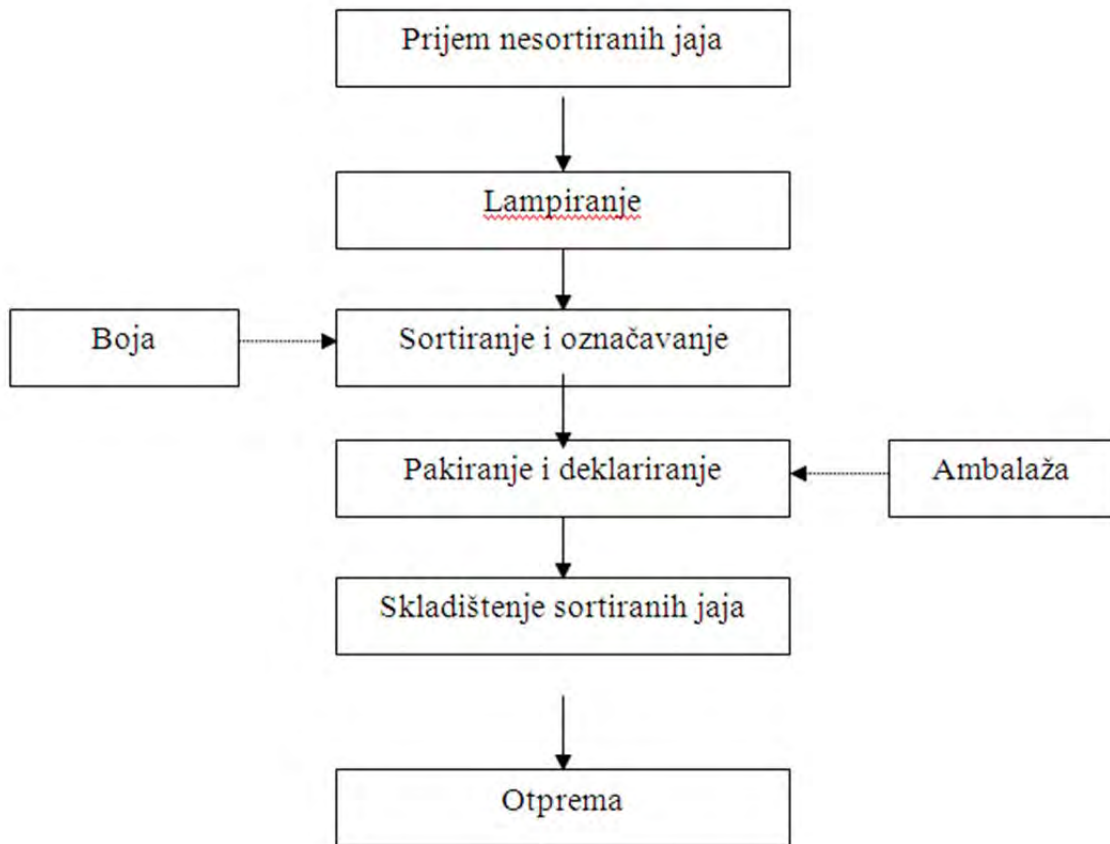 Prijem nesortiranih jaja
Lampiranje
Boja
Sortiranje i označavanje
Pakiranje i deklariranje
Ambalaža
Skladištenje sortiranih jaja
Otprema